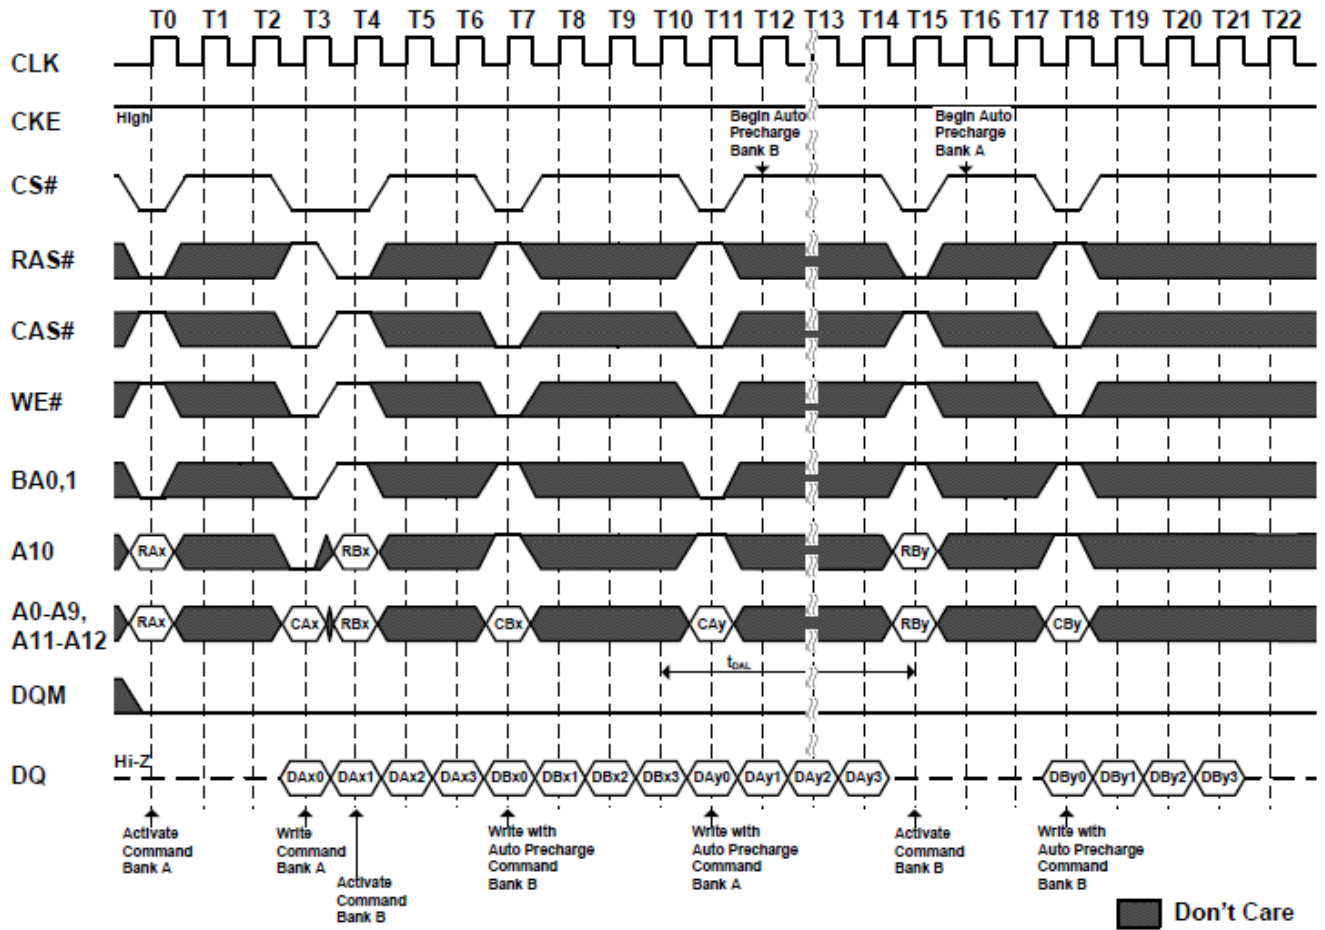 T0 T1 T2 T3 T4 T5 T6 T7 T8 T9 T10 T11 T12 T13 T14 T15 T16 T17 T18 T19 T20 T21 T22
CLK
CKE
High
Begin Auto
Precharge
Bank B
Begin Auto
Precharge
Bank A
CS#
RAS#
CAS#
WE#
BA0,1
A10
RAx RBx RBy
A0-A9,
A11-A12
RAx CAx RBx CBx CAy RBy CBy
tDAL
DQM
Hi-Z
DQ
DAx0 DAx1 DAx2 DAx3 DBx0 DBx1 DBx2 DBx3 DAy0 DAy1 DAy2 DAy3 DBy0 DBy1 DBy2 DBy3
Activate
Command
Bank A
Write
Command
Bank A
Activate
Command
Bank B
Write with
Auto Precharge
Command
Bank B
Write with
Auto Precharge
Command
Bank A
Activate
Command
Bank B
Write with
Auto Precharge
Command
Bank B
Don't Care